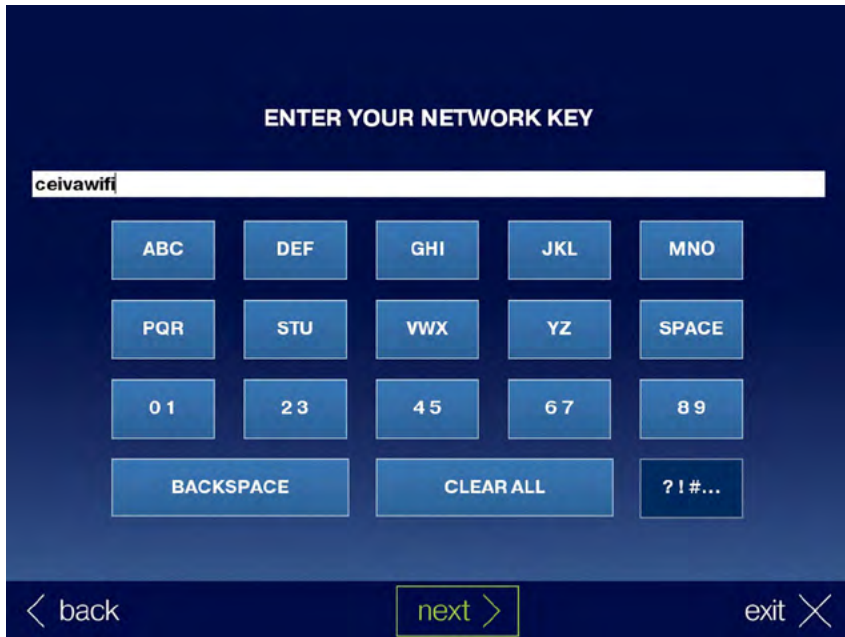 ENTER YOUR NETWORK KEY
ceivawifi
ABC DEF GHI JKL MNO
PQR STU VWX YZ SPACE
0 1 2 3 4 5 6 7 8 9
BACKSPACE CLEAR ALL ? ! # ...
back next exit